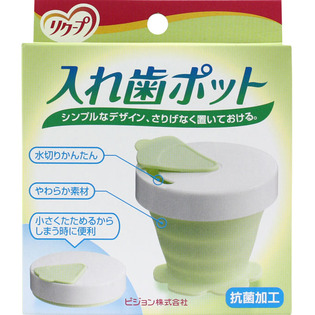 リクープ
入れ歯ポット
シンプルなデザイン、さりげなく置いておける。
水切りかんたん
やわらか素材
小さくたためるから
しまう時に便利
ピジョン株式会社
抗菌加工